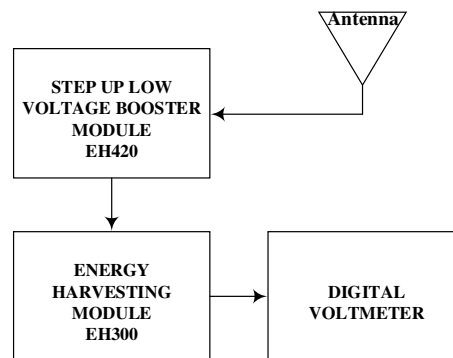 Antenna
STEP UP LOW
VOLTAGE BOOSTER
MODULE
EH420
ENERGY
HARVESTING
MODULE
EH300
DIGITAL
VOLTMETER